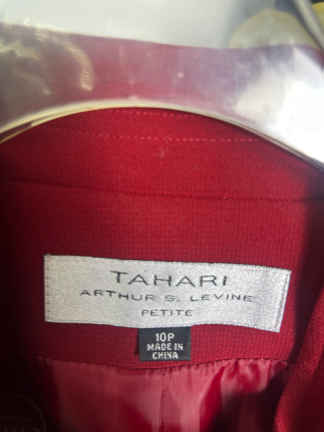 TAHARI
ARTHUR S. LEVINE
PETITE
10P
MADE IN
CHINA